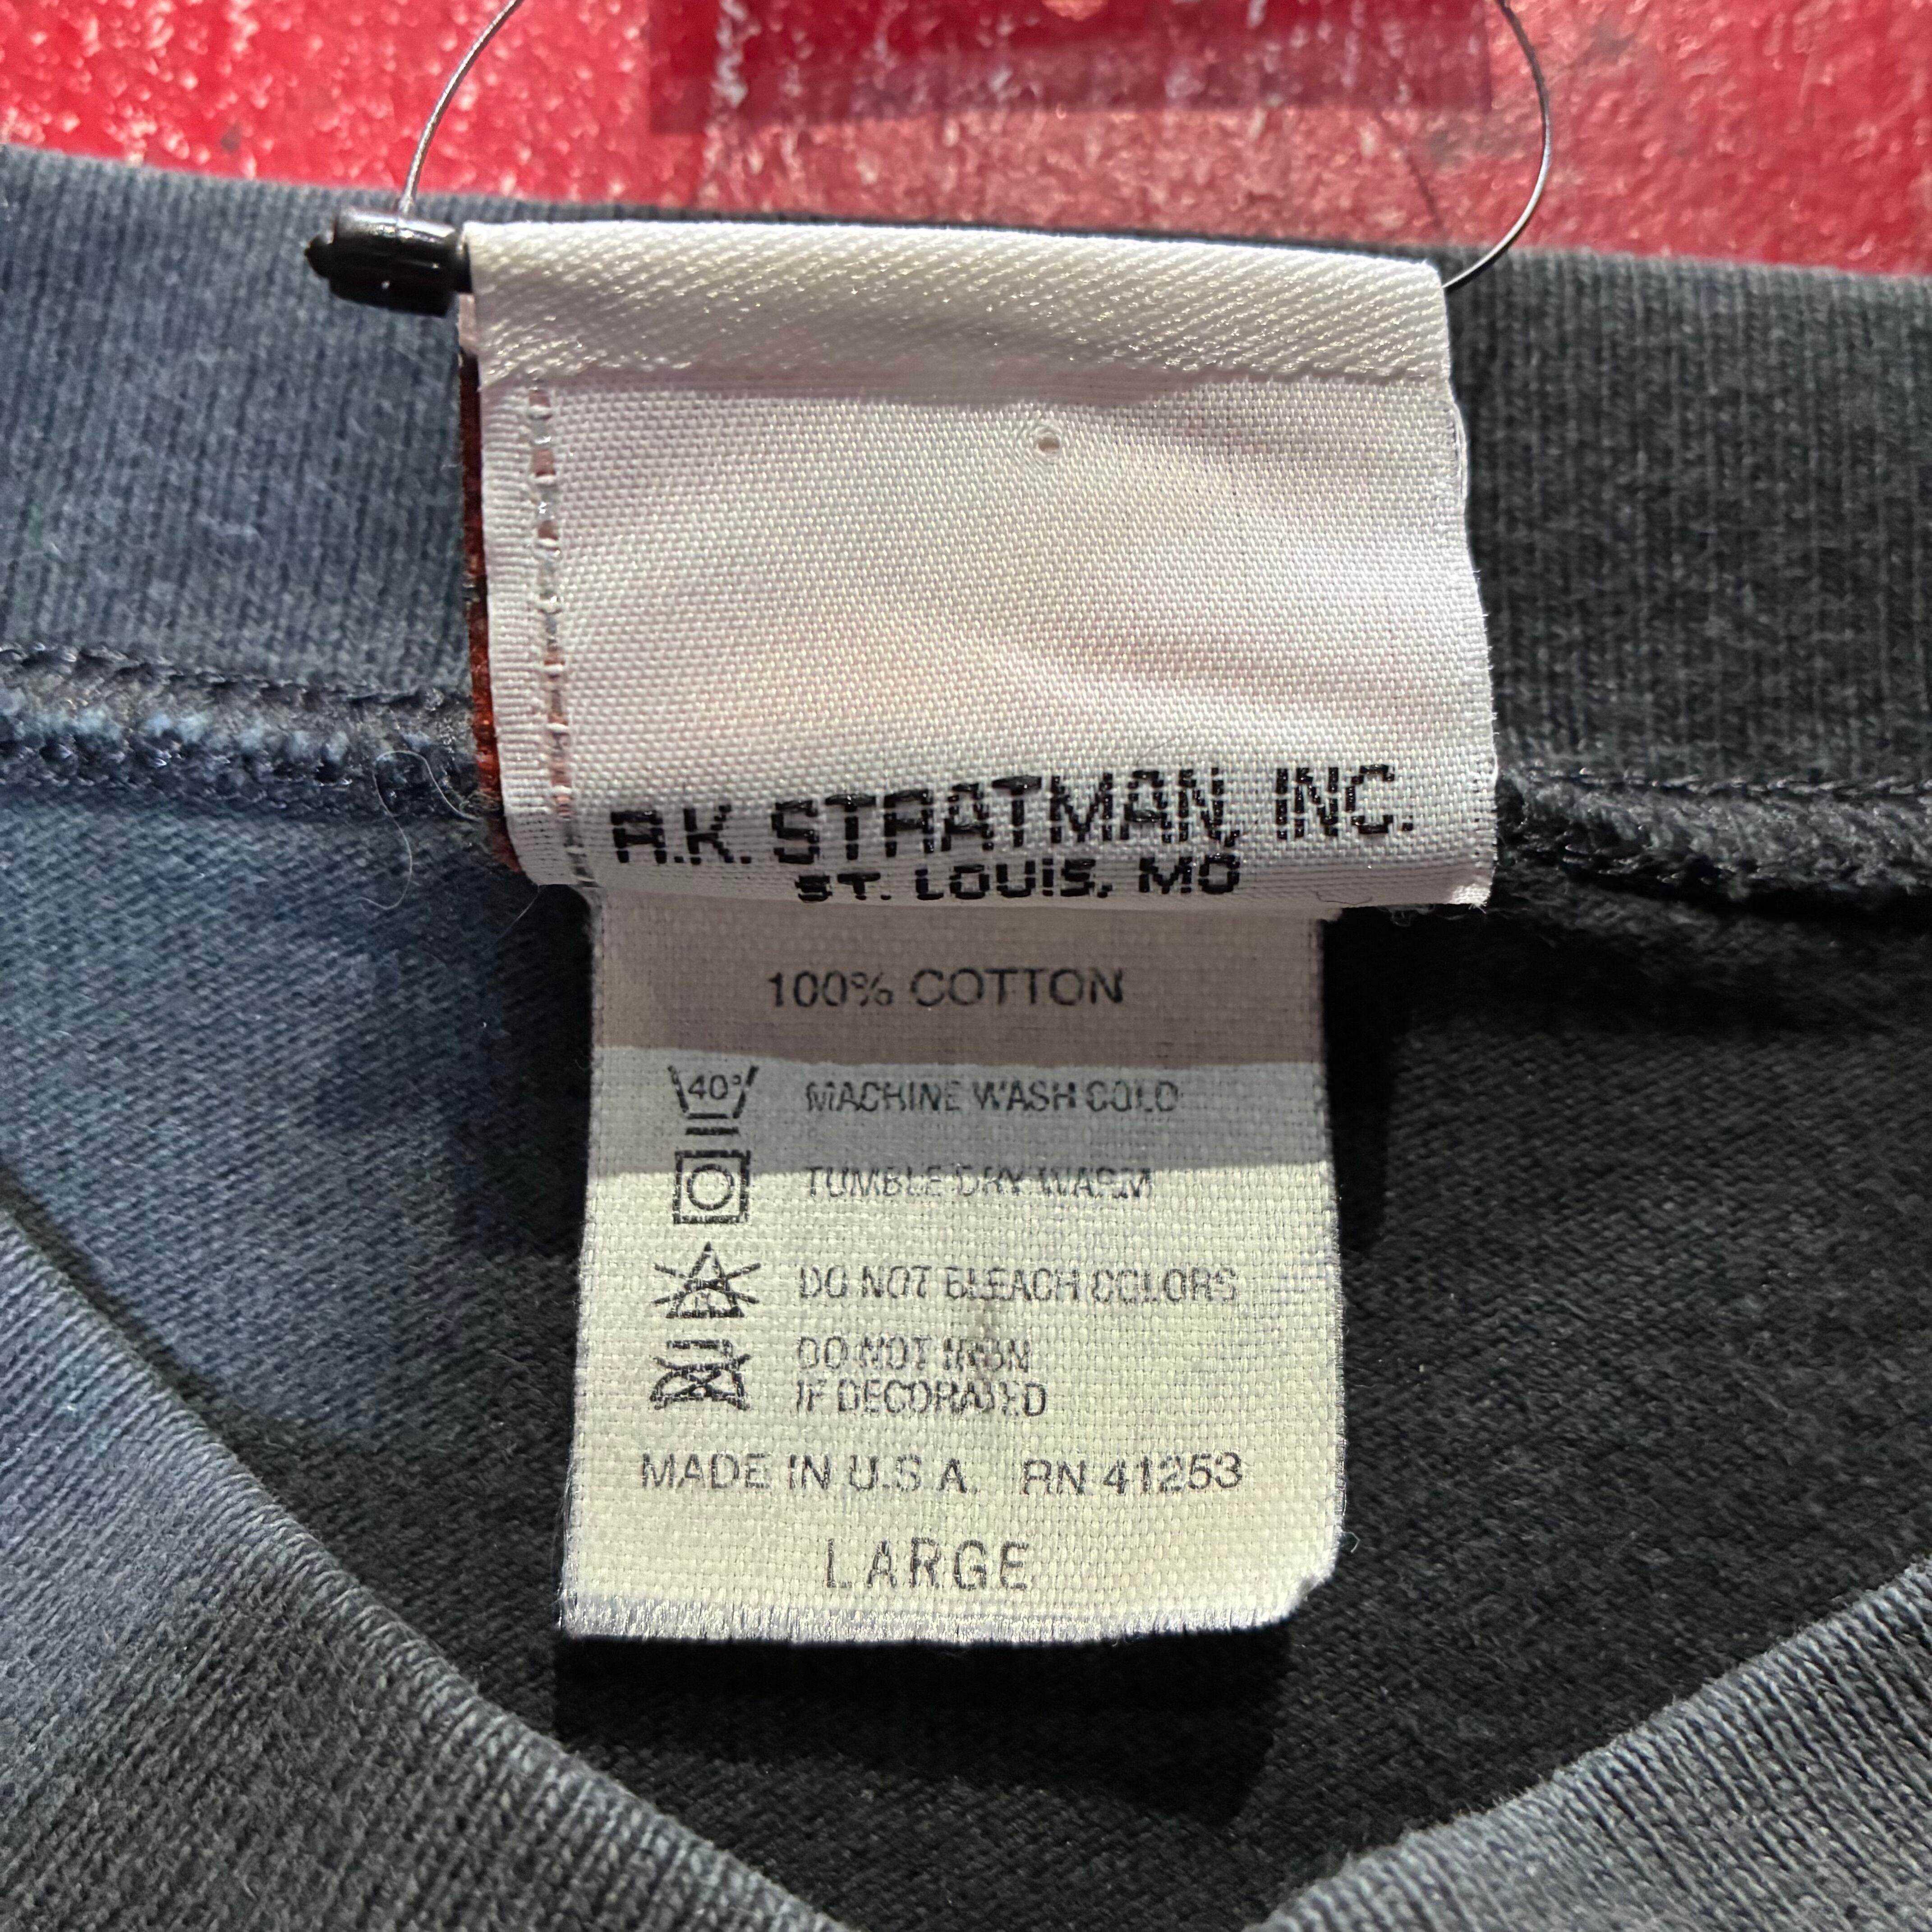 R.K. STRATMAN, INC.
ST. LOUIS, MO
100% COTTON
40° MACHINE WASH COLD
TUMBLE DRY WARM
DO NOT BLEACH COLORS
DO NOT IRON
IF DECORATED
MADE IN U.S.A. RN 41253
LARGE